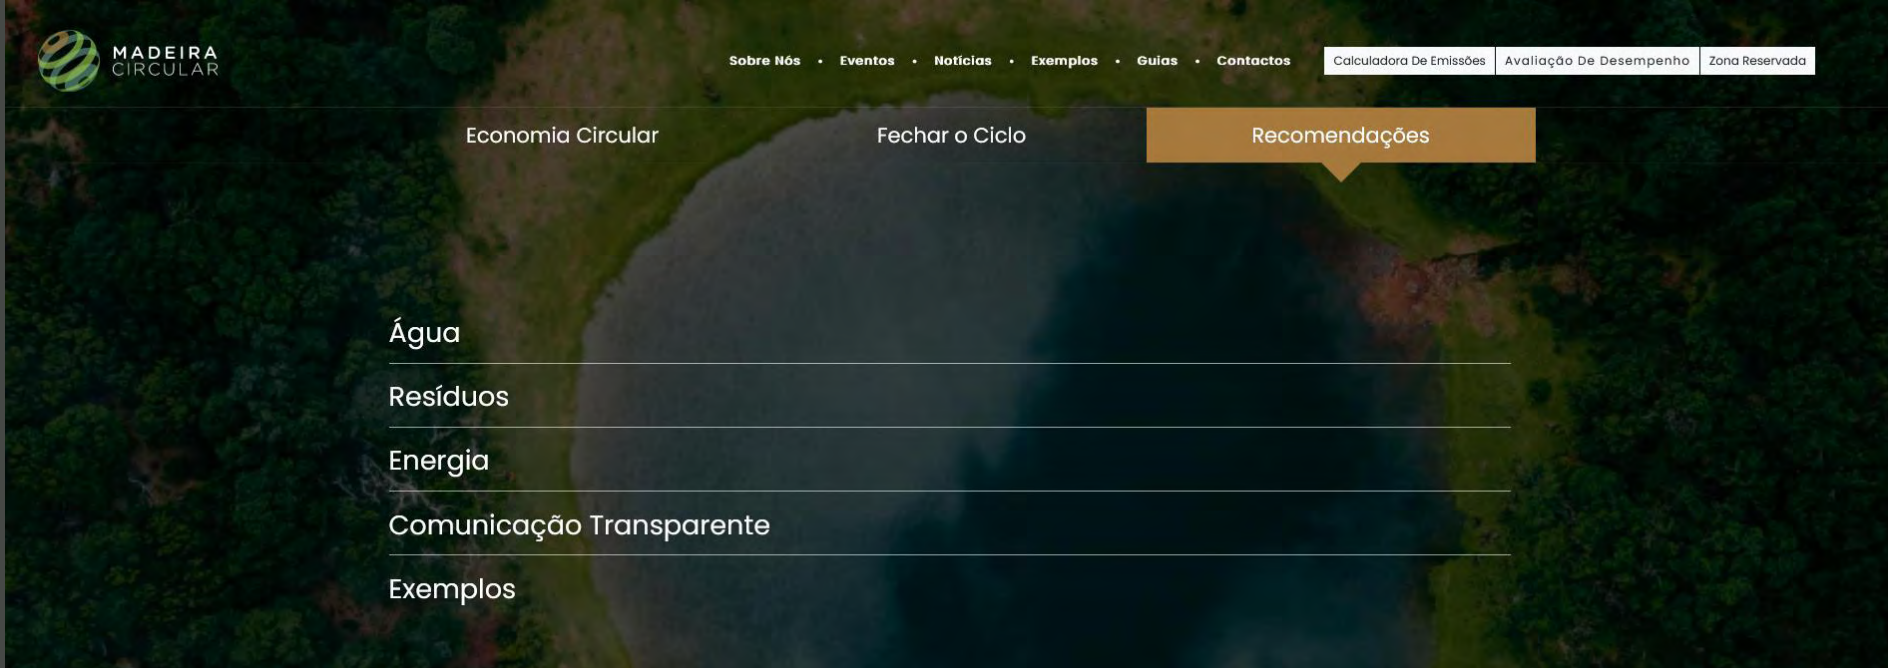 MADEIRA
CIRCULAR
Sobre Nós • Eventos • Notícias • Exemplos • Guias • Contactos
Calculadora De Emissões
Avaliação De Desempenho
Zona Reservada
Economia Circular
Fechar o Ciclo
Recomendações
Água
Resíduos
Energia
Comunicação Transparente
Exemplos